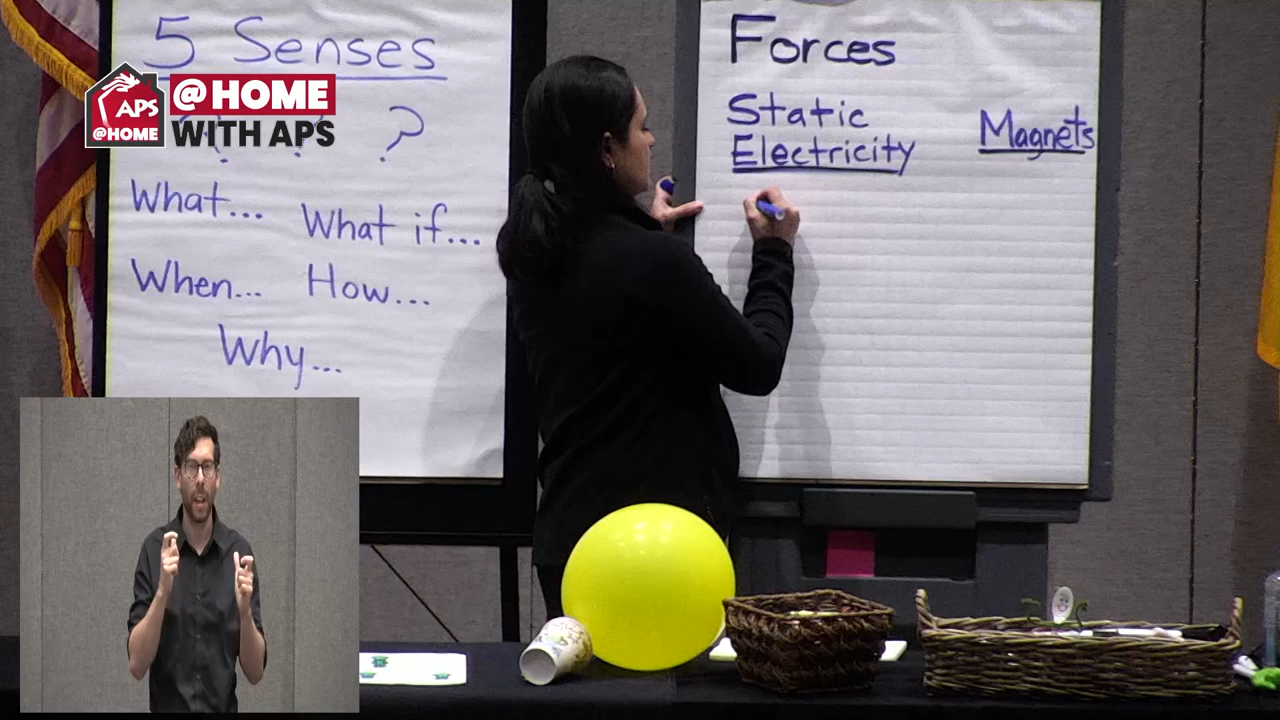 5 Senses
? ? ?
What...
What if...
When...
How...
Why...
APS
@HOME
@HOME
WITH APS
Forces
Static
Electricity
Magnets